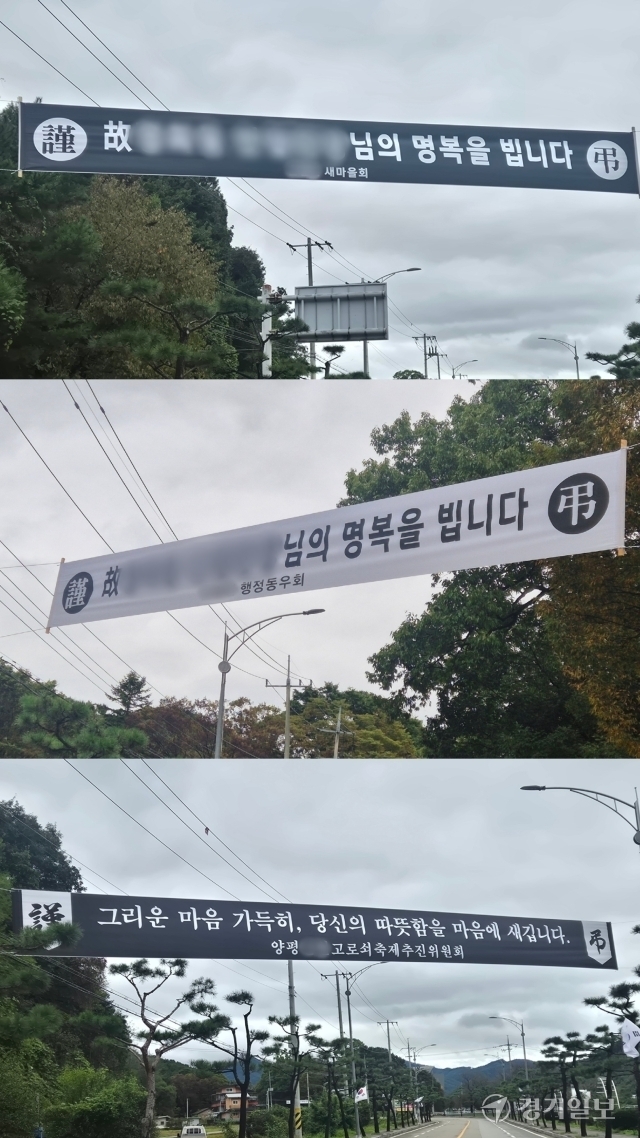 謹 故 님의 명복을 빕니다 弔
새마을회
謹 故 님의 명복을 빕니다 弔
행정동우회
謹 그리운 마음 가득히, 당신의 따뜻함을 마음에 새깁니다. 弔
양평 고로쇠축제추진위원회
경기일보